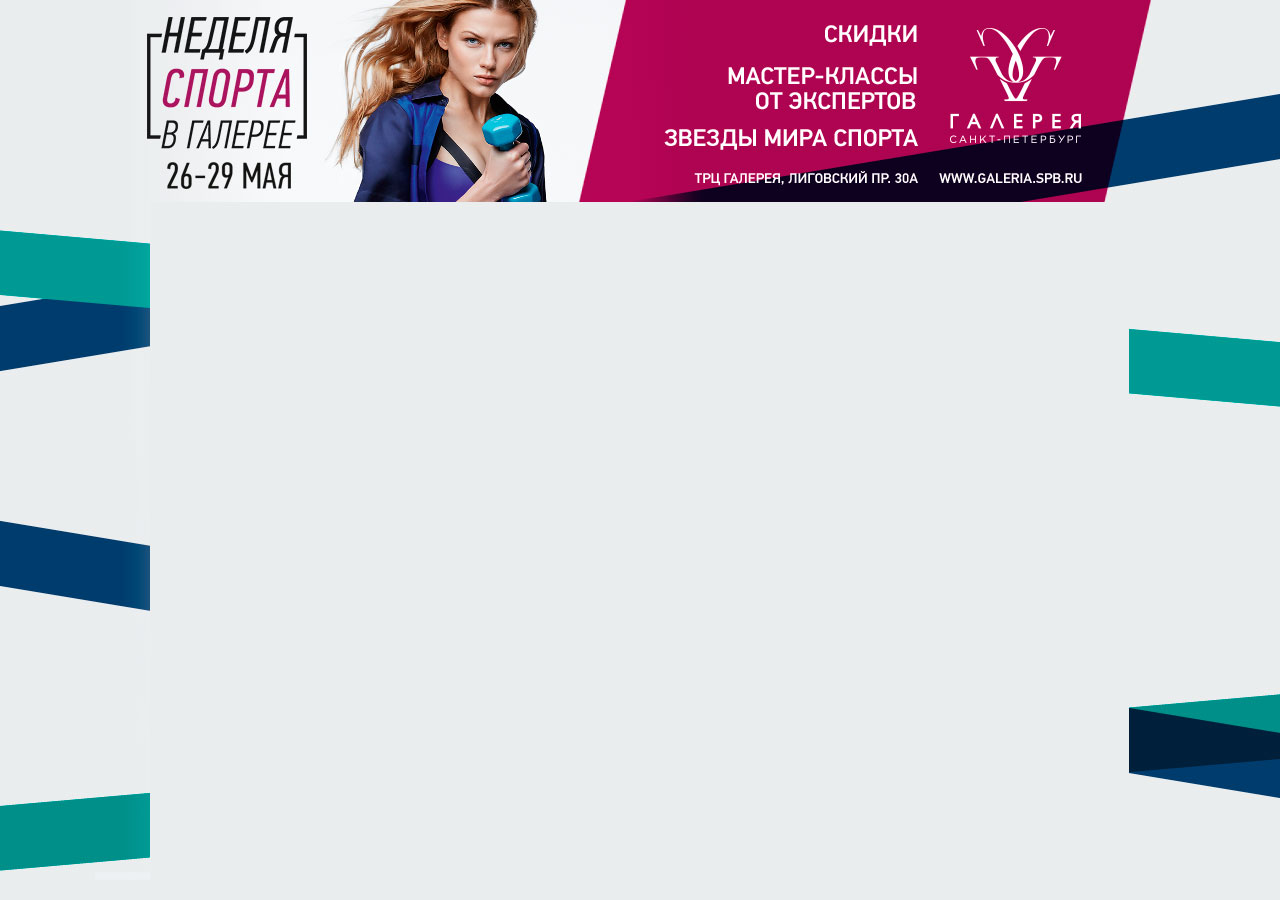 НЕДЕЛЯ
СПОРТА
В ГАЛЕРЕЕ
26–29 МАЯ
СКИДКИ
МАСТЕР-КЛАССЫ
ОТ ЭКСПЕРТОВ
ЗВЕЗДЫ МИРА СПОРТА
ТРЦ ГАЛЕРЕЯ, ЛИГОВСКИЙ ПР. 30А
ГАЛЕРЕЯ
САНКТ-ПЕТЕРБУРГ
WWW.GALERIA.SPB.RU